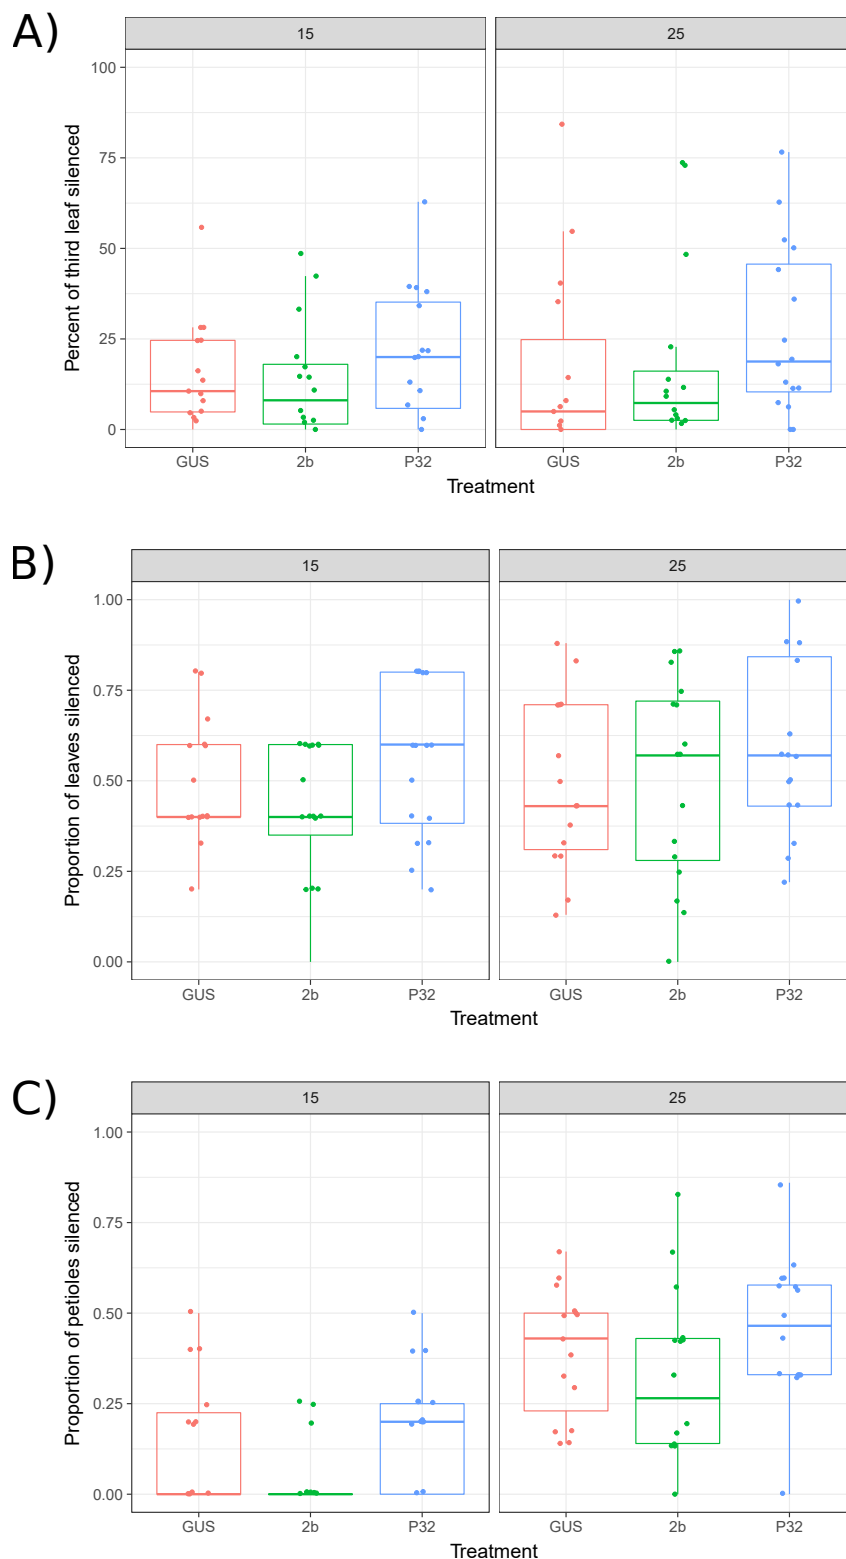 A)
15 25
Percent of third leaf silenced
100
75
50
25
0
GUS 2b P32 GUS 2b P32
Treatment
B)
15 25
Proportion of leaves silenced
1.00
0.75
0.50
0.25
0.00
GUS 2b P32 GUS 2b P32
Treatment
C)
15 25
Proportion of petioles silenced
1.00
0.75
0.50
0.25
0.00
GUS 2b P32 GUS 2b P32
Treatment